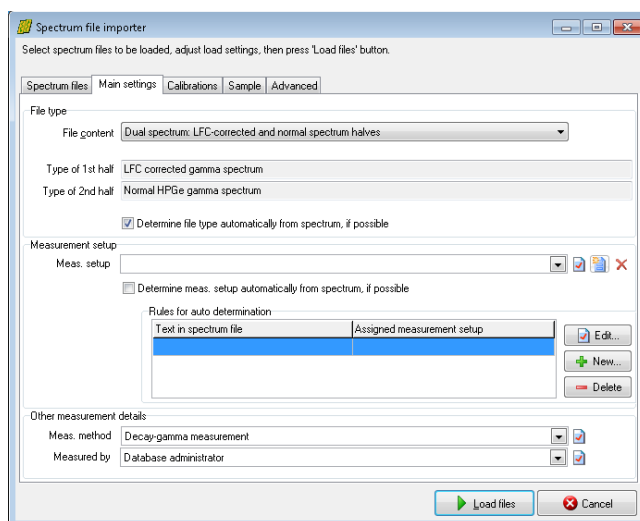 Spectrum file importer
Select spectrum files to be loaded, adjust load settings, then press 'Load files' button.
Spectrum files Main settings Calibrations Sample Advanced
File type
File content Dual spectrum: LFC-corrected and normal spectrum halves
Type of 1st half LFC corrected gamma spectrum
Type of 2nd half Normal HPGe gamma spectrum
Determine file type automatically from spectrum, if possible
Measurement setup
Meas. setup
Determine meas. setup automatically from spectrum, if possible
Rules for auto determination
Text in spectrum file Assigned measurement setup
Edit...
New...
Delete
Other measurement details
Meas. method Decay-gamma measurement
Measured by Database administrator
Load files Cancel